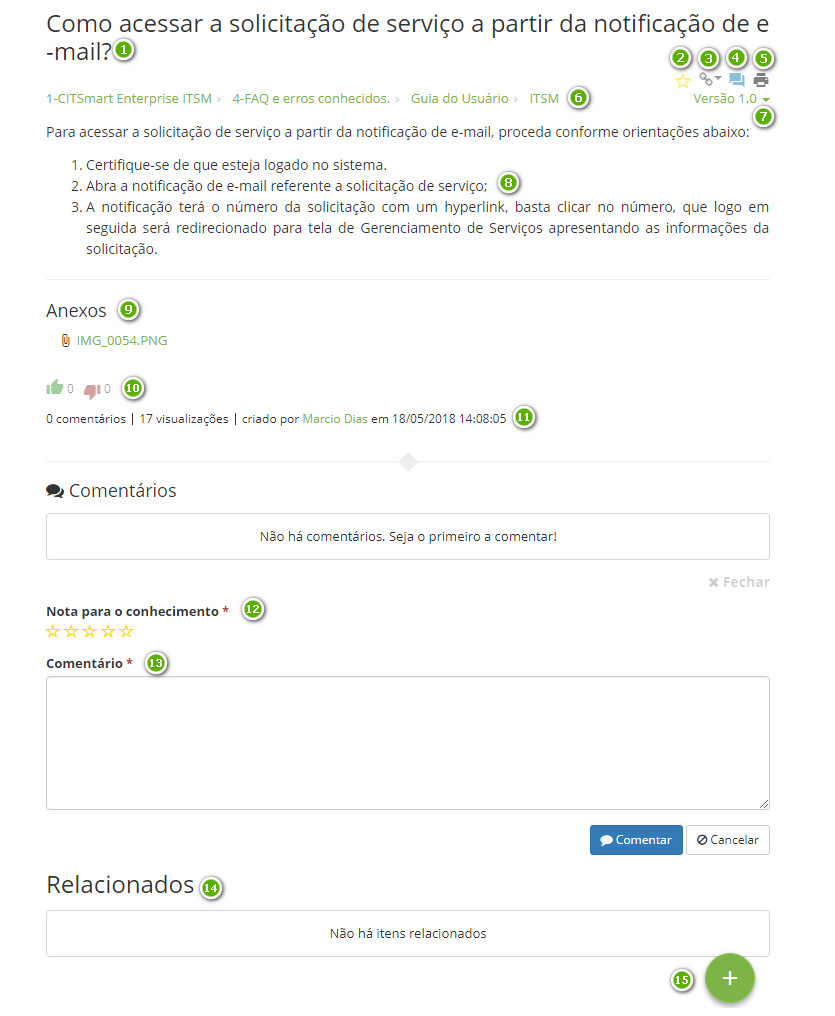 Como acessar a solicitação de serviço a partir da notificação de e
-mail? 1
2 3 4 5
1-CITSmart Enterprise ITSM › 4-FAQ e erros conhecidos. › Guia do Usuário › ITSM 6 Versão 1.0
7
Para acessar a solicitação de serviço a partir da notificação de e-mail, proceda conforme orientações abaixo:
1. Certifique-se de que esteja logado no sistema.
2. Abra a notificação de e-mail referente a solicitação de serviço; 8
3. A notificação terá o número da solicitação com um hyperlink, basta clicar no número, que logo em
seguida será redirecionado para tela de Gerenciamento de Serviços apresentando as informações da
solicitação.
Anexos 9
IMG_0054.PNG
0 0 10
0 comentários | 17 visualizações | criado por Marcio Dias em 18/05/2018 14:08:05 11
Comentários
Não há comentários. Seja o primeiro a comentar!
Fechar
Nota para o conhecimento * 12
Comentário * 13
Comentar Cancelar
Relacionados 14
Não há itens relacionados
15 +